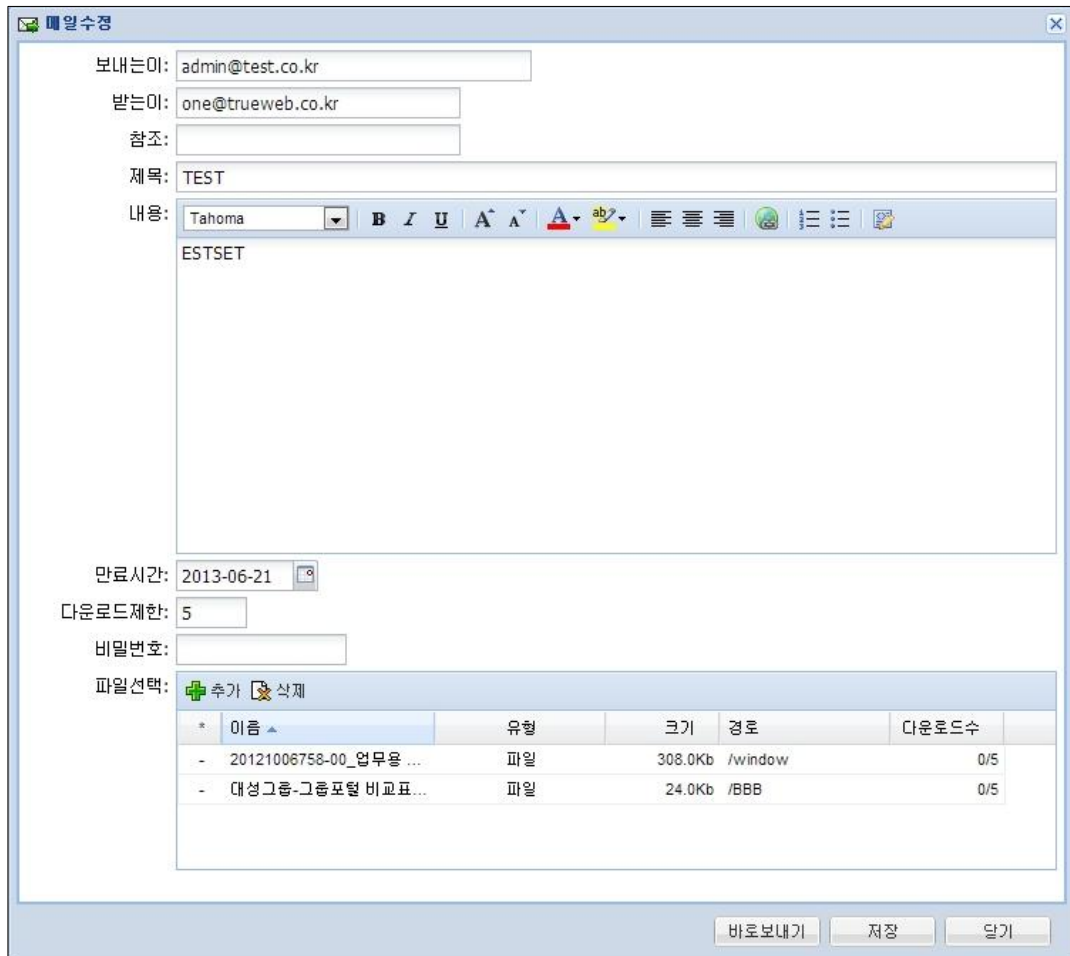 메일수정
보내는이: admin@test.co.kr
받는이: one@trueweb.co.kr
참조:
제목: TEST
내용: Tahoma B I U A A A ab
ESTSET
만료시간: 2013-06-21
다운로드제한: 5
비밀번호:
파일선택: 추가 삭제
* 이름 유형 크기 경로 다운로드수
- 20121006758-00_업무용 ... 파일 308.0Kb /window 0/5
- 대성그룹-그룹포털 비교표... 파일 24.0Kb /BBB 0/5
바로보내기 저장 닫기